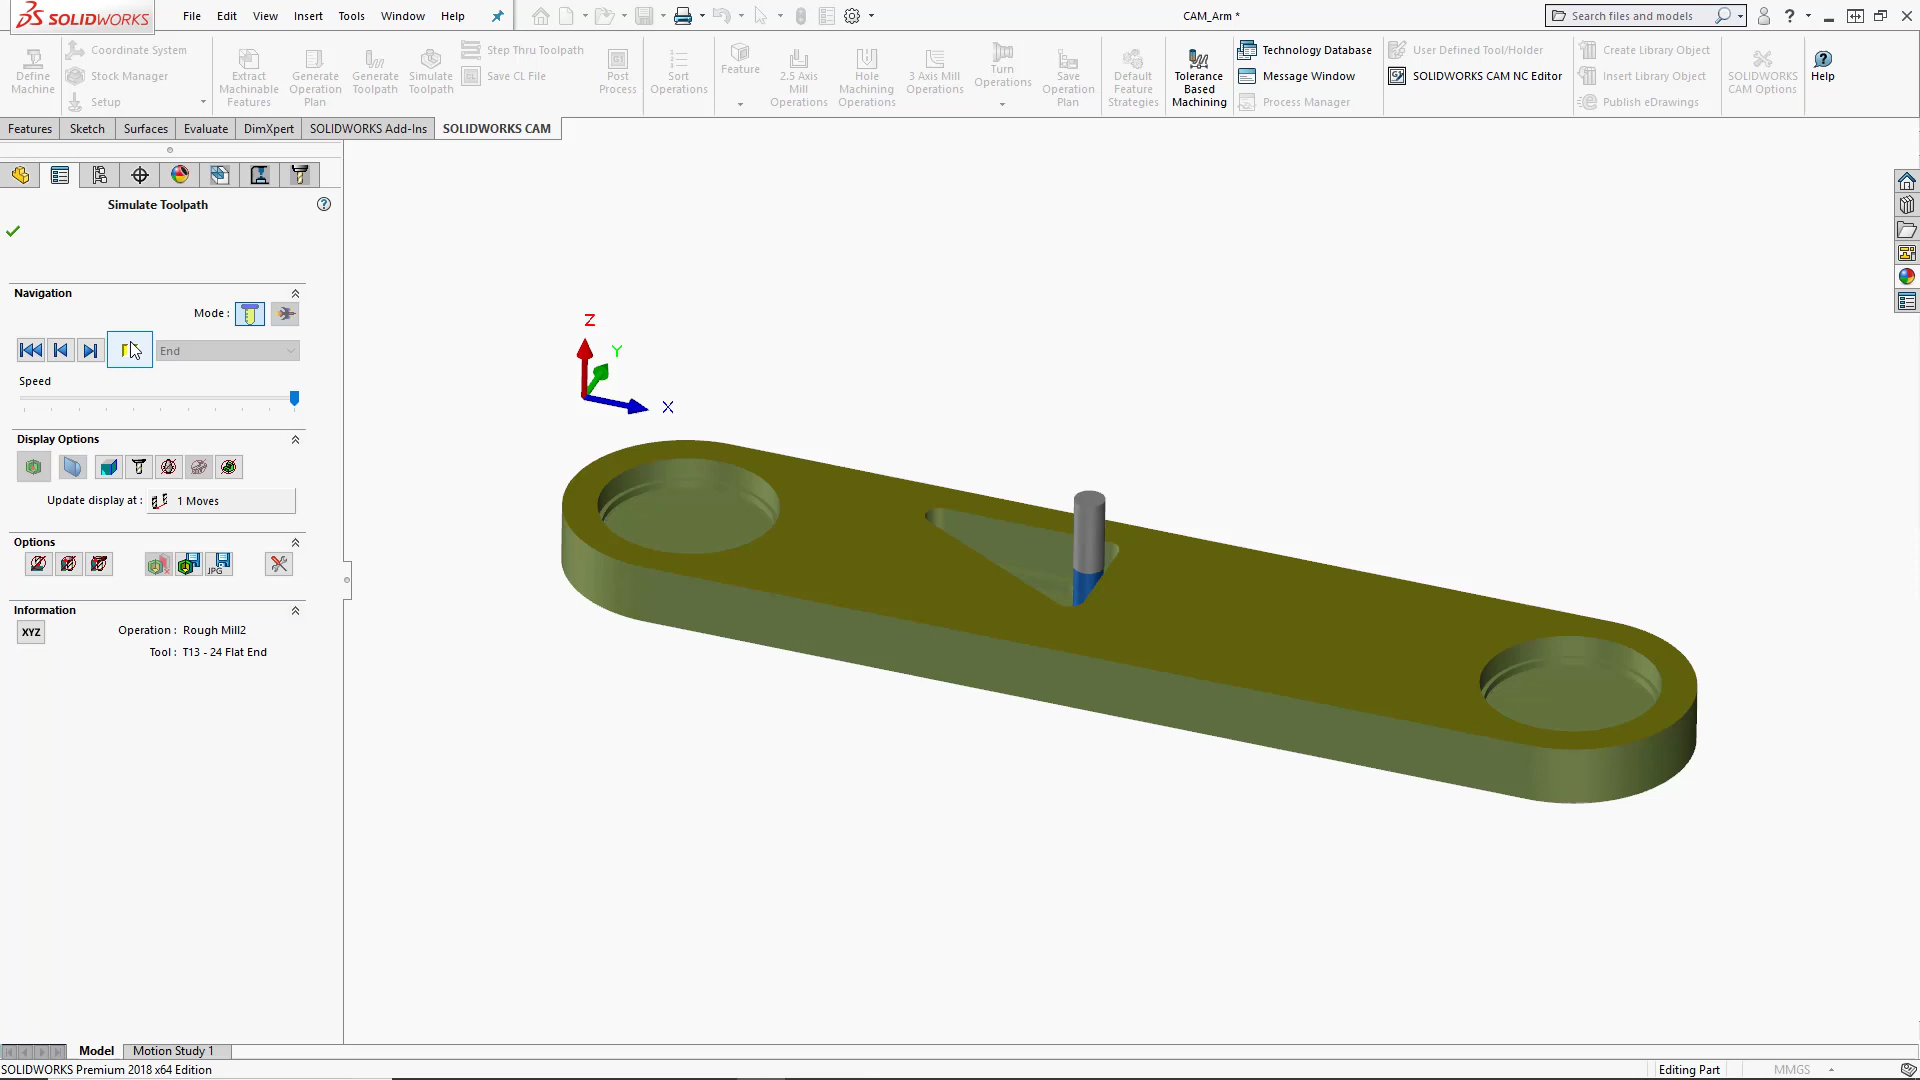 SOLIDWORKS
File Edit View Insert Tools Window Help
CAM_Arm *
Search files and models
Define Machine
Coordinate System
Stock Manager
Setup
Extract Machinable Features
Generate Operation Plan
Generate Toolpath
Simulate Toolpath
Step Thru Toolpath
Save CL File
Post Process
Sort Operations
Feature
2.5 Axis Mill Operations
Hole Machining Operations
3 Axis Mill Operations
Turn Operations
Save Operation Plan
Default Feature Strategies
Tolerance Based Machining
Technology Database
Message Window
Process Manager
User Defined Tool/Holder
SOLIDWORKS CAM NC Editor
Create Library Object
Insert Library Object
Publish eDrawings
SOLIDWORKS CAM Options
Help
Features Sketch Surfaces Evaluate DimXpert SOLIDWORKS Add-Ins SOLIDWORKS CAM
Simulate Toolpath
Navigation
Mode :
End
Speed
Display Options
Update display at : 1 Moves
Options
JPG
Information
XYZ
Operation : Rough Mill2
Tool : T13 - 24 Flat End
Z
Y
X
Model Motion Study 1
SOLIDWORKS Premium 2018 x64 Edition
Editing Part
MMGS